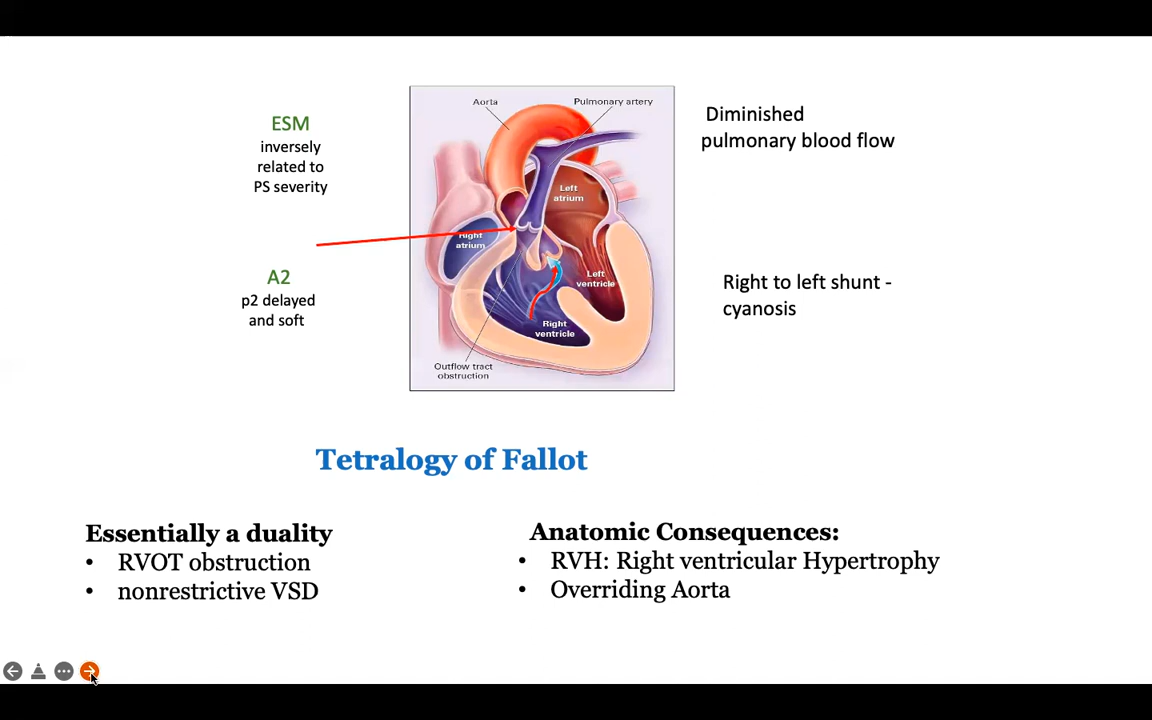 ESM
inversely
related to
PS severity
A2
p2 delayed
and soft
Aorta
Pulmonary artery
Left
atrium
Right
atrium
Left
ventricle
Right
ventricle
Outflow tract
obstruction
Diminished
pulmonary blood flow
Right to left shunt -
cyanosis
Tetralogy of Fallot
Essentially a duality
• RVOT obstruction
• nonrestrictive VSD
Anatomic Consequences:
• RVH: Right ventricular Hypertrophy
• Overriding Aorta